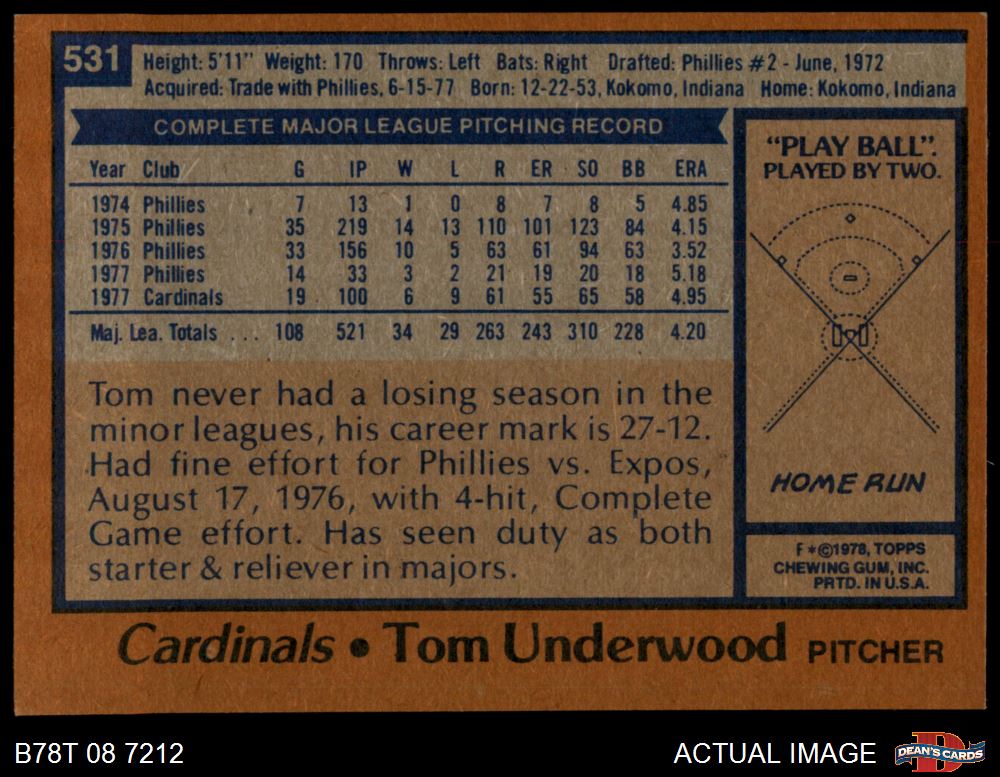 531
Height: 5'11" Weight: 170 Throws: Left Bats: Right Drafted: Phillies #2 - June, 1972
Acquired: Trade with Phillies, 6-15-77 Born: 12-22-53, Kokomo, Indiana Home: Kokomo, Indiana
COMPLETE MAJOR LEAGUE PITCHING RECORD
Year Club G IP W L R ER SO BB ERA
1974 Phillies 7 13 1 0 8 7 8 5 4.85
1975 Phillies 35 219 14 13 110 101 123 84 4.15
1976 Phillies 33 156 10 5 63 61 94 63 3.52
1977 Phillies 14 33 3 2 21 19 20 18 5.18
1977 Cardinals 19 100 6 9 61 55 65 58 4.95
Maj. Lea. Totals ... 108 521 34 29 263 243 310 228 4.20
Tom never had a losing season in the
minor leagues, his career mark is 27-12.
Had fine effort for Phillies vs. Expos,
August 17, 1976, with 4-hit, Complete
Game effort. Has seen duty as both
starter & reliever in majors.
"PLAY BALL".
PLAYED BY TWO.
HOME RUN
F*©1978, TOPPS
CHEWING GUM, INC.
PRTD. IN U.S.A.
Cardinals • Tom Underwood PITCHER
B78T 08 7212
ACTUAL IMAGE
D
DEAN'S CARDS